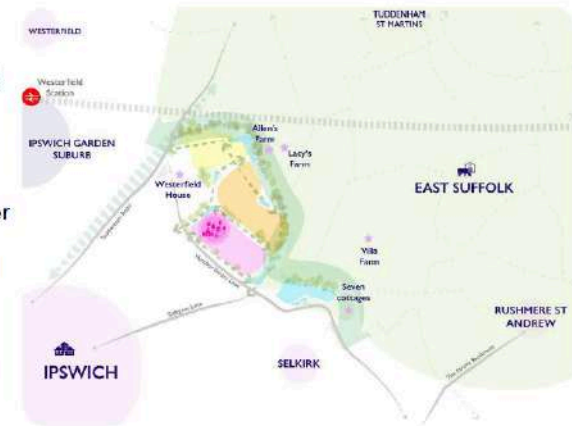 TUDDENHAM
ST MARTINS
WESTERFIELD
Westerfield
Station
Allen's
Farm
Lacy's
Farm
IPSWICH GARDEN
SUBURB
Westerfield
House
EAST SUFFOLK
er
Villa
Farm
Seven
cottages
RUSHMERE ST
ANDREW
IPSWICH
SELKIRK